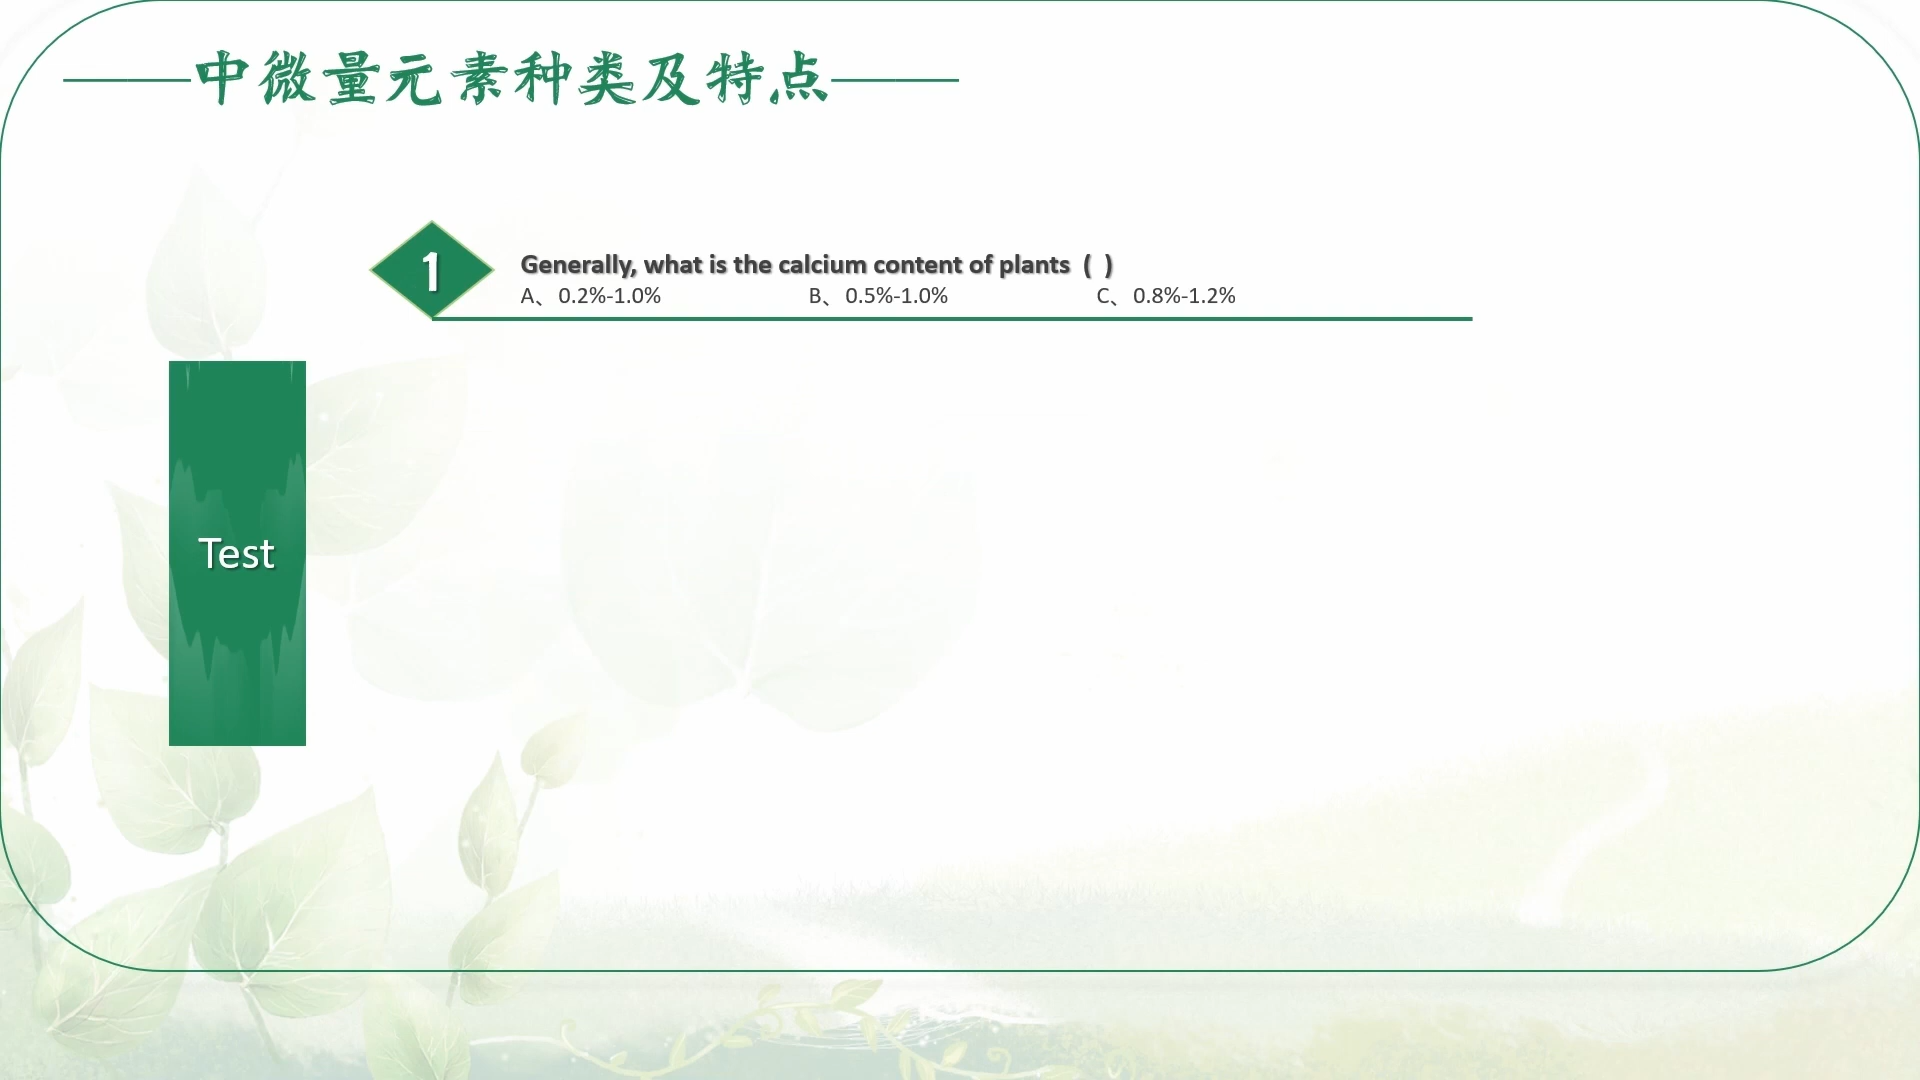 中微量元素种类及特点
1
Generally, what is the calcium content of plants ( )
A、0.2%-1.0% B、0.5%-1.0% C、0.8%-1.2%
Test